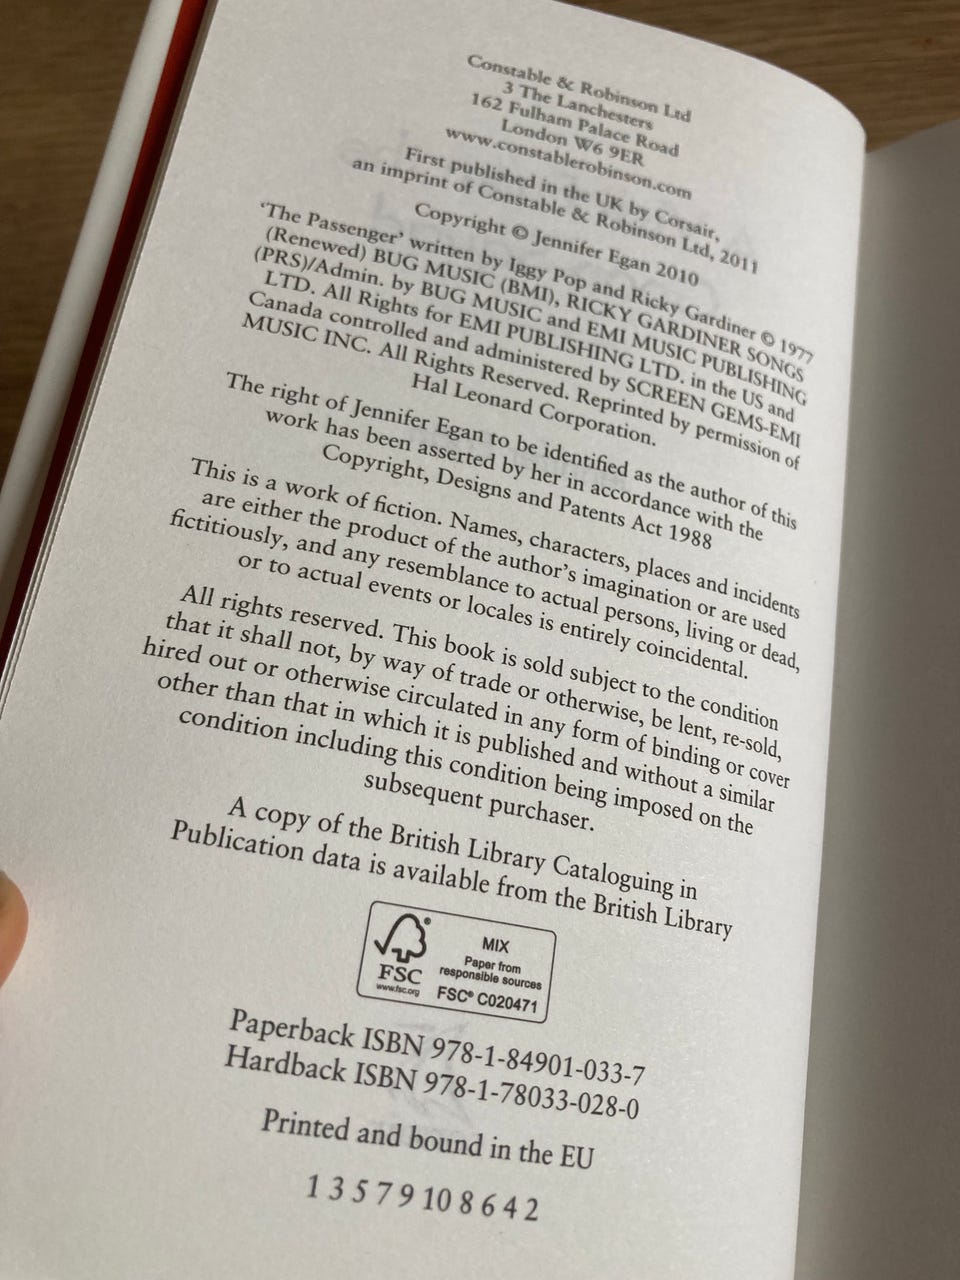 Constable & Robinson Ltd
3 The Lanchesters
162 Fulham Palace Road
London W6 9ER
www.constablerobinson.com
First published in the UK by Corsair,
an imprint of Constable & Robinson Ltd, 2011
Copyright © Jennifer Egan 2010
'The Passenger' written by Iggy Pop and Ricky Gardiner © 1977
(Renewed) BUG MUSIC (BMI), RICKY GARDINER SONGS
(PRS)/Admin. by BUG MUSIC and EMI MUSIC PUBLISHING
LTD. All Rights for EMI PUBLISHING LTD. in the US and
Canada controlled and administered by SCREEN GEMS-EMI
MUSIC INC. All Rights Reserved. Reprinted by permission of
Hal Leonard Corporation.
The right of Jennifer Egan to be identified as the author of this
work has been asserted by her in accordance with the
Copyright, Designs and Patents Act 1988
This is a work of fiction. Names, characters, places and incidents
are either the product of the author's imagination or are used
fictitiously, and any resemblance to actual persons, living or dead,
or to actual events or locales is entirely coincidental.
All rights reserved. This book is sold subject to the condition
that it shall not, by way of trade or otherwise, be lent, re-sold,
hired out or otherwise circulated in any form of binding or cover
other than that in which it is published and without a similar
condition including this condition being imposed on the
subsequent purchaser.
A copy of the British Library Cataloguing in
Publication data is available from the British Library
FSC
www.fsc.org
MIX
Paper from
responsible sources
FSC® C020471
Paperback ISBN 978-1-84901-033-7
Hardback ISBN 978-1-78033-028-0
Printed and bound in the EU
1 3 5 7 9 10 8 6 4 2